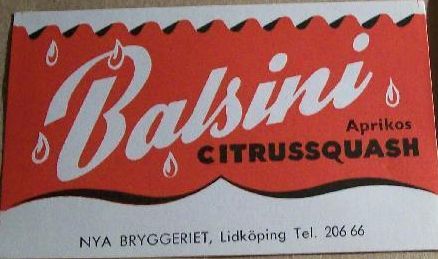 Balsini
Aprikos
CITRUSSQUASH
NYA BRYGGERIET, Lidköping Tel. 206 66